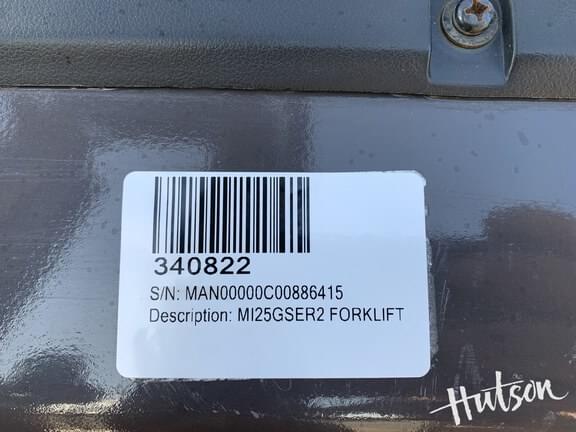 340822
S/N: MAN00000C00886415
Description: MI25GSER2 FORKLIFT
Hutson